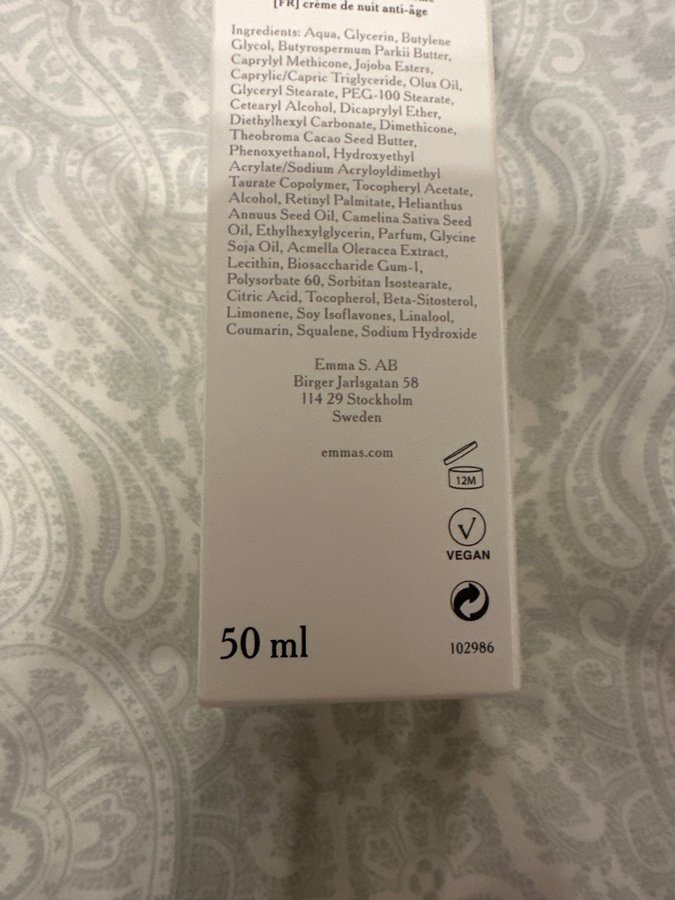 [FR] crème de nuit anti-âge
Ingredients: Aqua, Glycerin, Butylene
Glycol, Butyrospermum Parkii Butter,
Caprylyl Methicone, Jojoba Esters,
Caprylic/Capric Triglyceride, Olus Oil,
Glyceryl Stearate, PEG-100 Stearate,
Cetearyl Alcohol, Dicaprylyl Ether,
Diethylhexyl Carbonate, Dimethicone,
Theobroma Cacao Seed Butter,
Phenoxyethanol, Hydroxyethyl
Acrylate/Sodium Acryloyldimethyl
Taurate Copolymer, Tocopheryl Acetate,
Alcohol, Retinyl Palmitate, Helianthus
Annuus Seed Oil, Camelina Sativa Seed
Oil, Ethylhexylglycerin, Parfum, Glycine
Soja Oil, Acmella Oleracea Extract,
Lecithin, Biosaccharide Gum-1,
Polysorbate 60, Sorbitan Isostearate,
Citric Acid, Tocopherol, Beta-Sitosterol,
Limonene, Soy Isoflavones, Linalool,
Coumarin, Squalene, Sodium Hydroxide
Emma S. AB
Birger Jarlsgatan 58
114 29 Stockholm
Sweden
emmas.com
12M
V
VEGAN
50 ml
102986